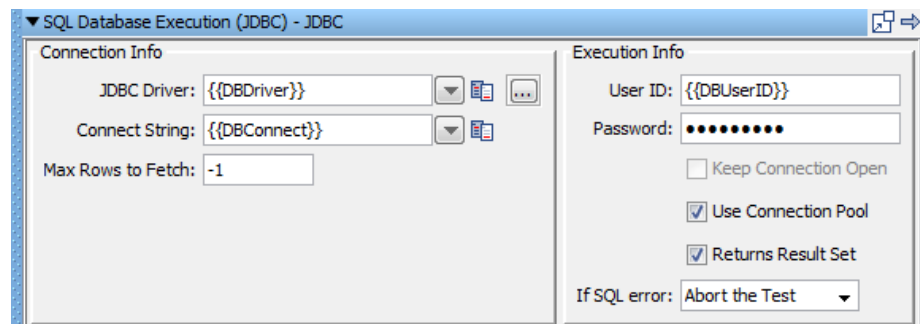 SQL Database Execution (JDBC) - JDBC
Connection Info
JDBC Driver: {{DBDriver}}
...
Connect String: {{DBConnect}}
Max Rows to Fetch: -1
Execution Info
User ID: {{DBUserID}}
Password: •••••••••
Keep Connection Open
Use Connection Pool
Returns Result Set
If SQL error: Abort the Test